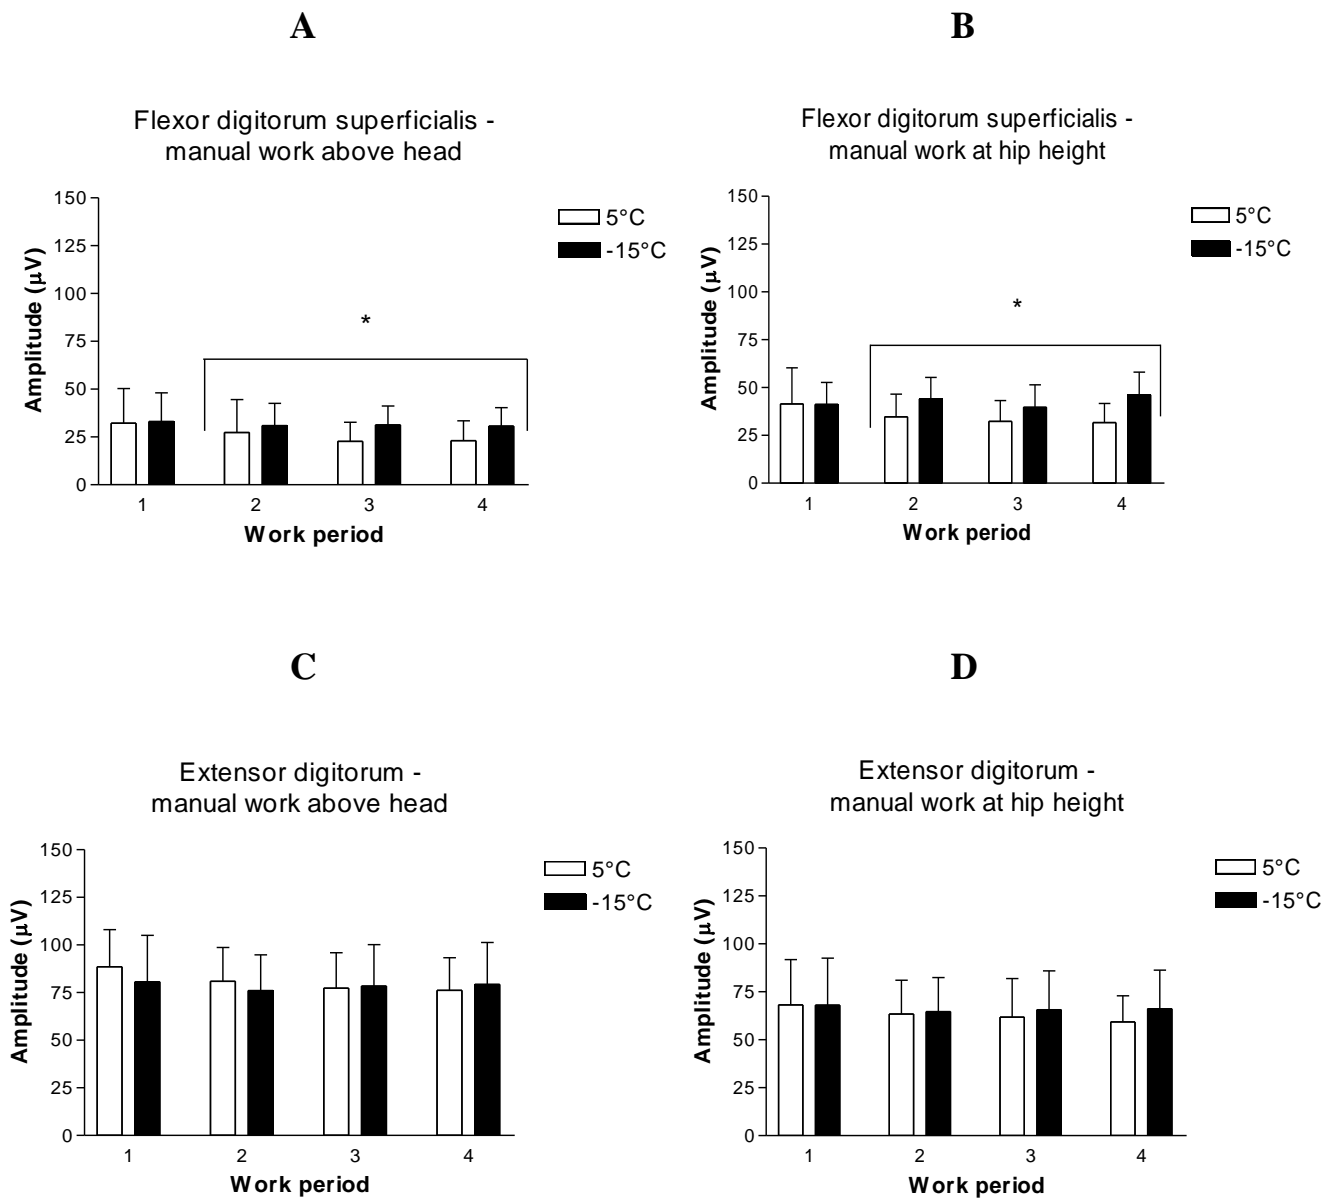 A
Flexor digitorum superficialis -
manual work above head
150
125
100
75
50
25
0
Amplitude (μV)
5°C
-15°C
*
1 2 3 4
Work period
B
Flexor digitorum superficialis -
manual work at hip height
150
125
100
75
50
25
0
Amplitude (μV)
5°C
-15°C
*
1 2 3 4
Work period
C
Extensor digitorum -
manual work above head
150
125
100
75
50
25
0
Amplitude (μV)
5°C
-15°C
1 2 3 4
Work period
D
Extensor digitorum -
manual work at hip height
150
125
100
75
50
25
0
Amplitude (μV)
5°C
-15°C
1 2 3 4
Work period